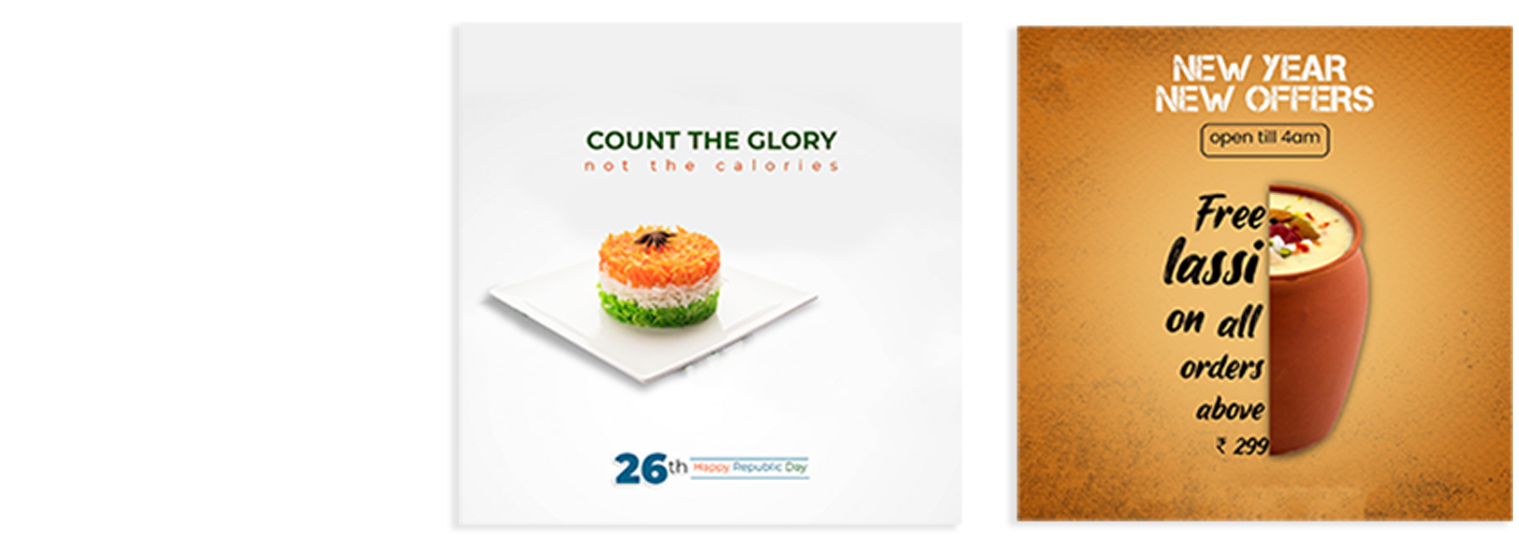 COUNT THE GLORY
not the calories
26th Happy Republic Day
NEW YEAR
NEW OFFERS
open till 4am
Free
lassi
on all
orders
above
₹ 299